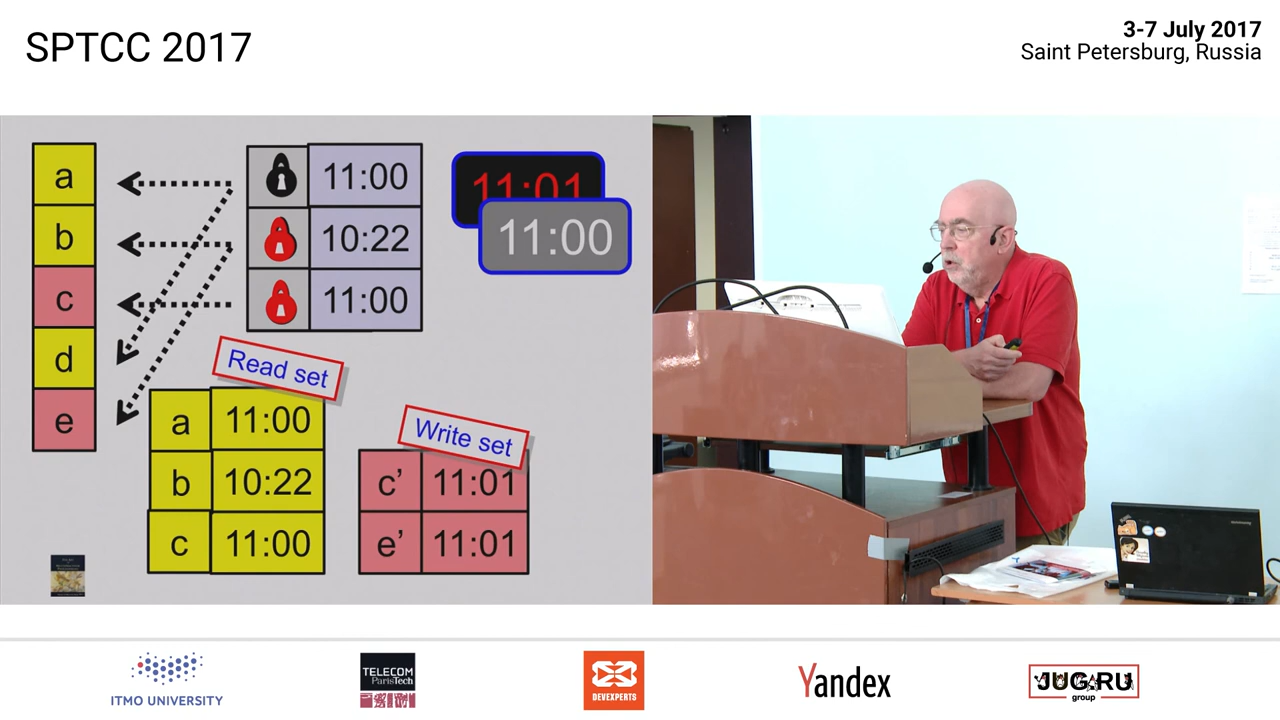 SPTCC 2017
3-7 July 2017
Saint Petersburg, Russia
a
b
c
d
e
11:00
10:22
11:00
11:01
11:00
Read set
a 11:00
b 10:22
c 11:00
Write set
c’ 11:01
e’ 11:01
ITMO UNIVERSITY
TELECOM
ParisTech
DEVEXPERTS
Yandex
JUG.RU
group